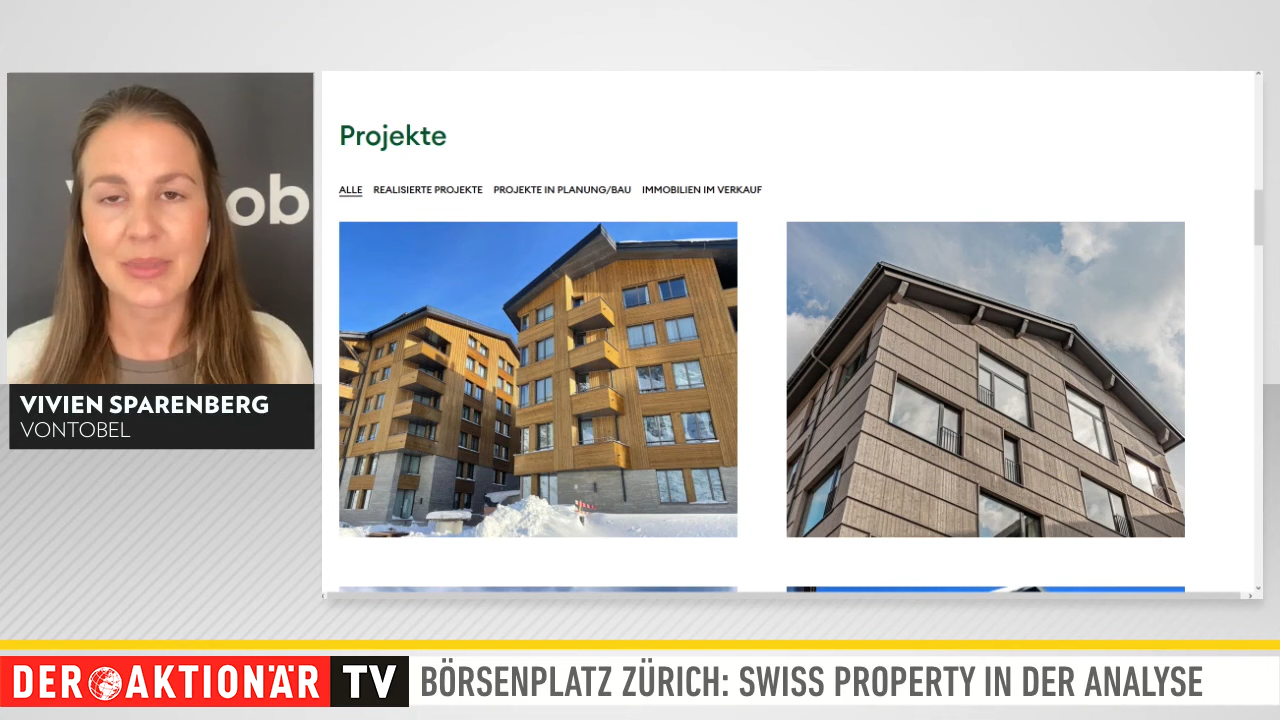 Projekte
ALLE REALISIERTE PROJEKTE PROJEKTE IN PLANUNG/BAU IMMOBILIEN IM VERKAUF
ob
VIVIEN SPARENBERG
VONTOBEL
DER AKTIONÄR TV
BÖRSENPLATZ ZÜRICH: SWISS PROPERTY IN DER ANALYSE